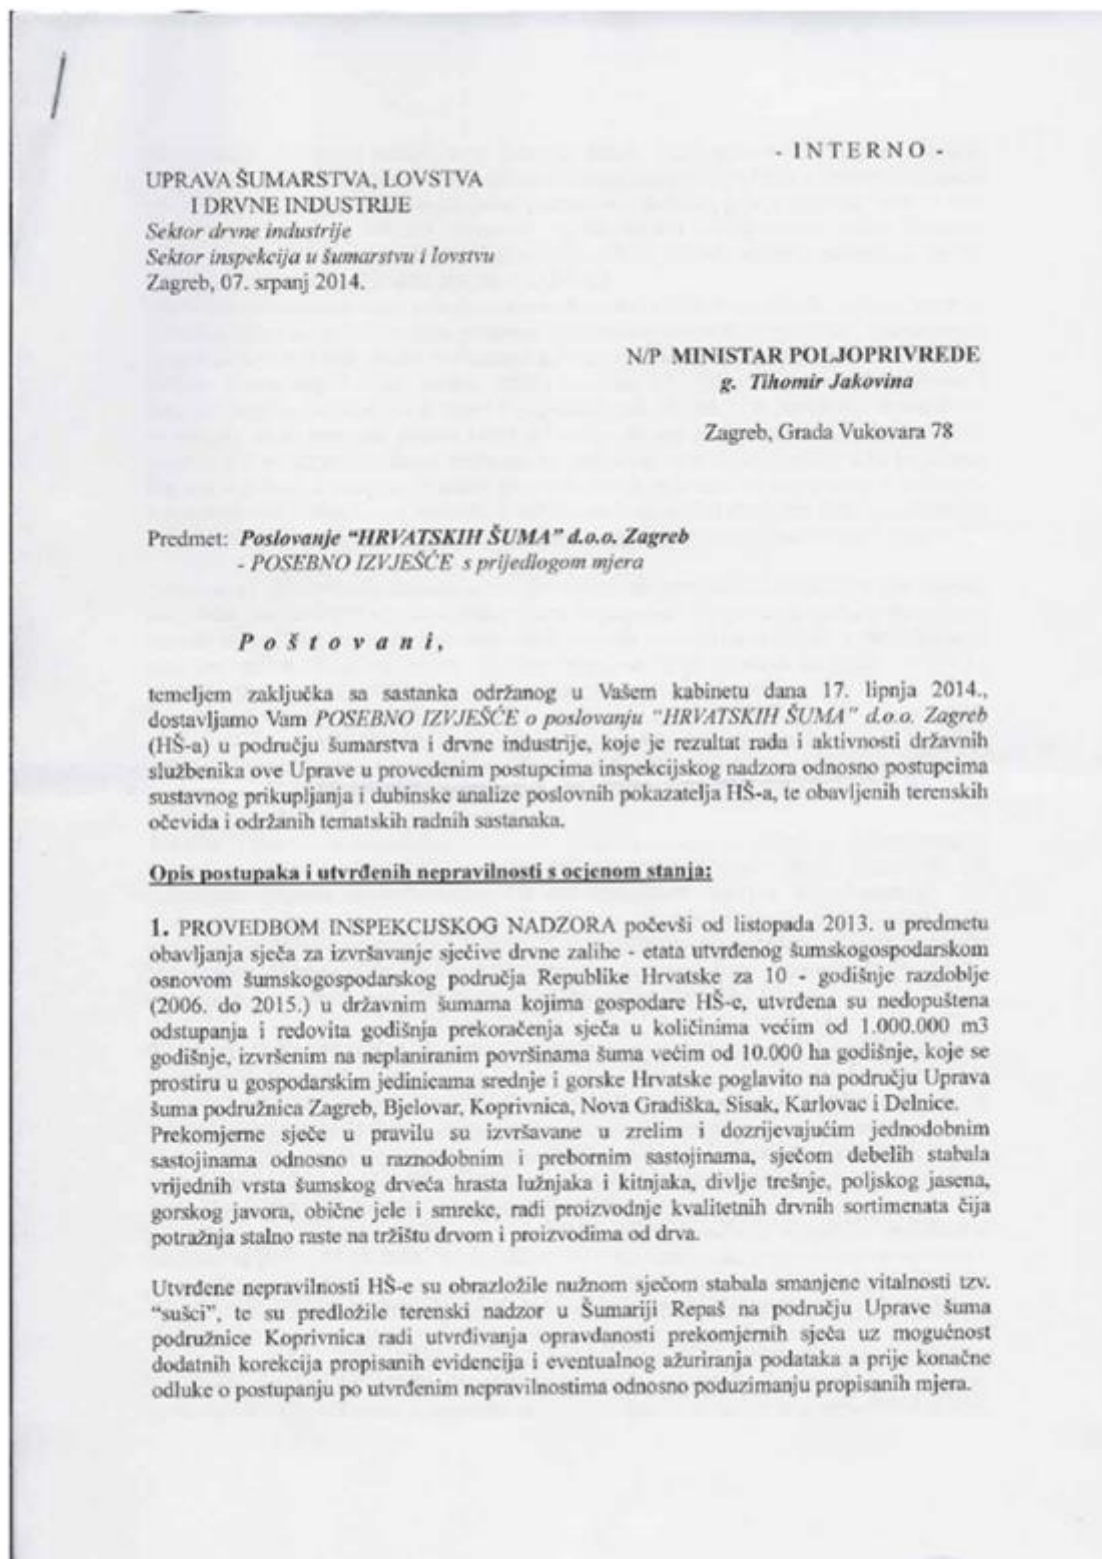 - INTERNO -
UPRAVA ŠUMARSTVA, LOVSTVA
I DRVNE INDUSTRIJE
Sektor drvne industrije
Sektor inspekcija u šumarstvu i lovstvu
Zagreb, 07. srpanj 2014.
N/P MINISTAR POLJOPRIVREDE
g. Tihomir Jakovina
Zagreb, Grada Vukovara 78
Predmet: Poslovanje “HRVATSKIH ŠUMA” d.o.o. Zagreb
- POSEBNO IZVJEŠĆE s prijedlogom mjera
Poštovani,
temeljem zaključka sa sastanka održanog u Vašem kabinetu dana 17. lipnja 2014.,
dostavljamo Vam POSEBNO IZVJEŠĆE o poslovanju “HRVATSKIH ŠUMA” d.o.o. Zagreb
(HŠ-a) u području šumarstva i drvne industrije, koje je rezultat rada i aktivnosti državnih
službenika ove Uprave u provedenim postupcima inspekcijskog nadzora odnosno postupcima
sustavnog prikupljanja i dubinske analize poslovnih pokazatelja HŠ-a, te obavljenih terenskih
očevida i održanih tematskih radnih sastanaka.
Opis postupaka i utvrđenih nepravilnosti s ocjenom stanja:
1. PROVEDBOM INSPEKCIJSKOG NADZORA počevši od listopada 2013. u predmetu
obavljanja sječa za izvršavanje sječive drvne zalihe - etata utvrđenog šumskogospodarskom
osnovom šumskogospodarskog područja Republike Hrvatske za 10 - godišnje razdoblje
(2006. do 2015.) u državnim šumama kojima gospodare HŠ-e, utvrđena su nedopuštena
odstupanja i redovita godišnja prekoračenja sječa u količinima većim od 1.000.000 m3
godišnje, izvršenim na neplaniranim površinama šuma većim od 10.000 ha godišnje, koje se
prostiru u gospodarskim jedinicama srednje i gorske Hrvatske poglavito na području Uprava
šuma podružnica Zagreb, Bjelovar, Koprivnica, Nova Gradiška, Sisak, Karlovac i Delnice.
Prekomjerne sječe u pravilu su izvršavane u zrelim i dozrijevajućim jednodobnim
sastojinama odnosno u raznodobnim i prebornim sastojinama, sječom debelih stabala
vrijednih vrsta šumskog drveća hrasta lužnjaka i kitnjaka, divlje trešnje, poljskog jasena,
gorskog javora, obične jele i smreke, radi proizvodnje kvalitetnih drvnih sortimenata čija
potražnja stalno raste na tržištu drvom i proizvodima od drva.
Utvrđene nepravilnosti HŠ-e su obrazložile nužnom sječom stabala smanjene vitalnosti tzv.
“sušci”, te su predložile terenski nadzor u Šumariji Repaš na području Uprave šuma
podružnice Koprivnica radi utvrđivanja opravdanosti prekomjernih sječa uz mogućnost
dodatnih korekcija propisanih evidencija i eventualnog ažuriranja podataka a prije konačne
odluke o postupanju po utvrđenim nepravilnostima odnosno poduzimanju propisanih mjera.